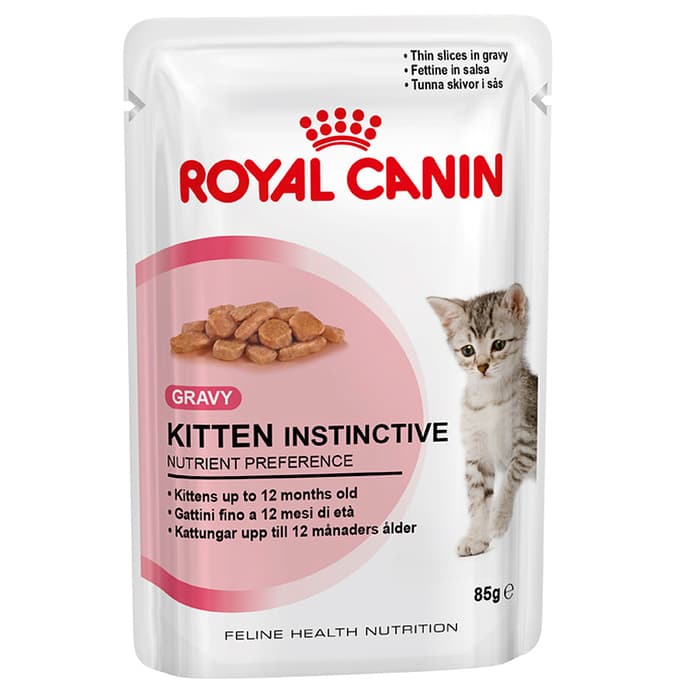 • Thin slices in gravy
• Fettine in salsa
• Tunna skivor i sås
ROYAL CANIN
GRAVY
KITTEN INSTINCTIVE
NUTRIENT PREFERENCE
• Kittens up to 12 months old
• Gattini fino a 12 mesi di età
• Kattungar upp till 12 månaders ålder
85g ℮
FELINE HEALTH NUTRITION